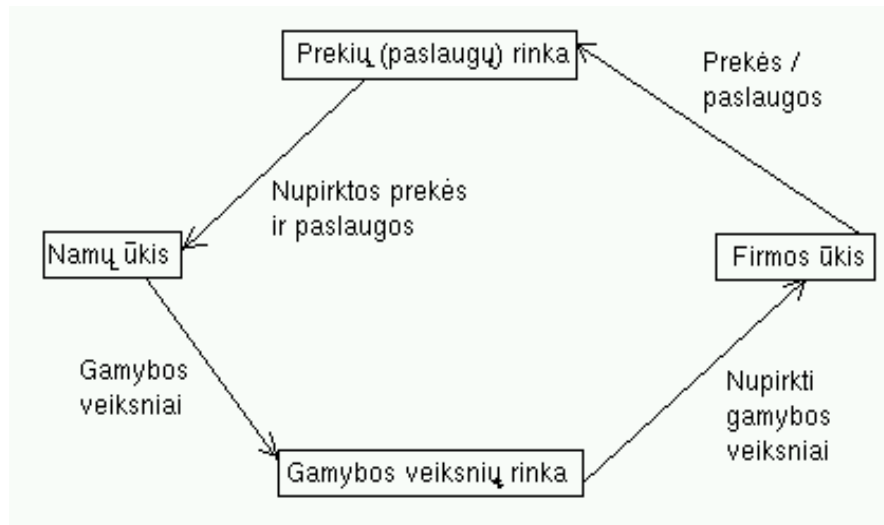 Prekių (paslaugų) rinka
Prekės /
paslaugos
Nupirktos prekės
ir paslaugos
Namų ūkis
Firmos ūkis
Gamybos
veiksniai
Nupirkti
gamybos
veiksniai
Gamybos veiksnių rinka